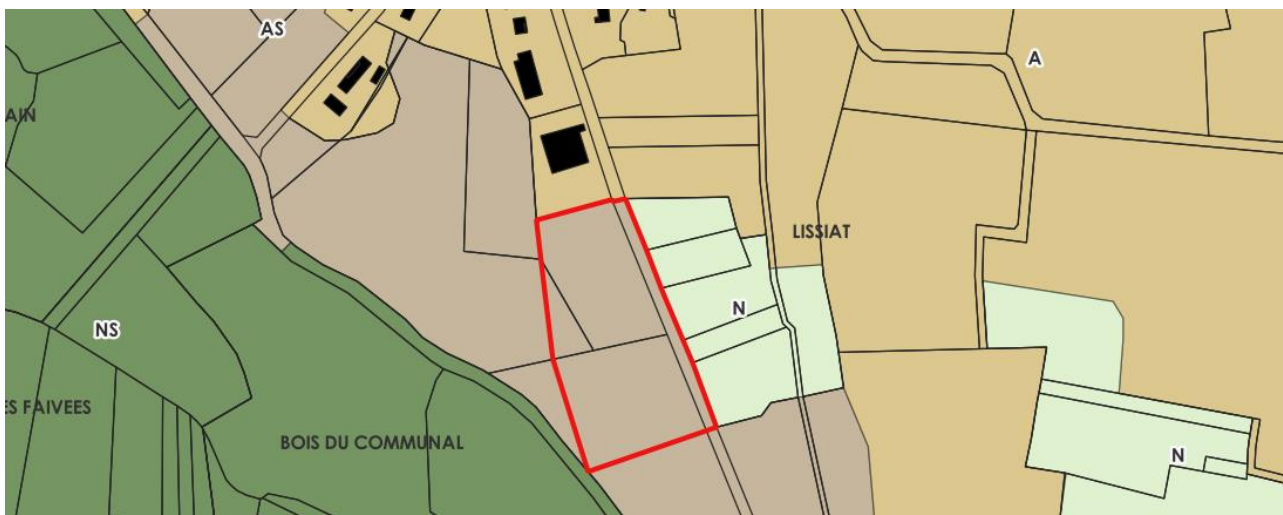 AS
A
AIN
LISSIAT
N
NS
ES FAIVEES
BOIS DU COMMUNAL
N